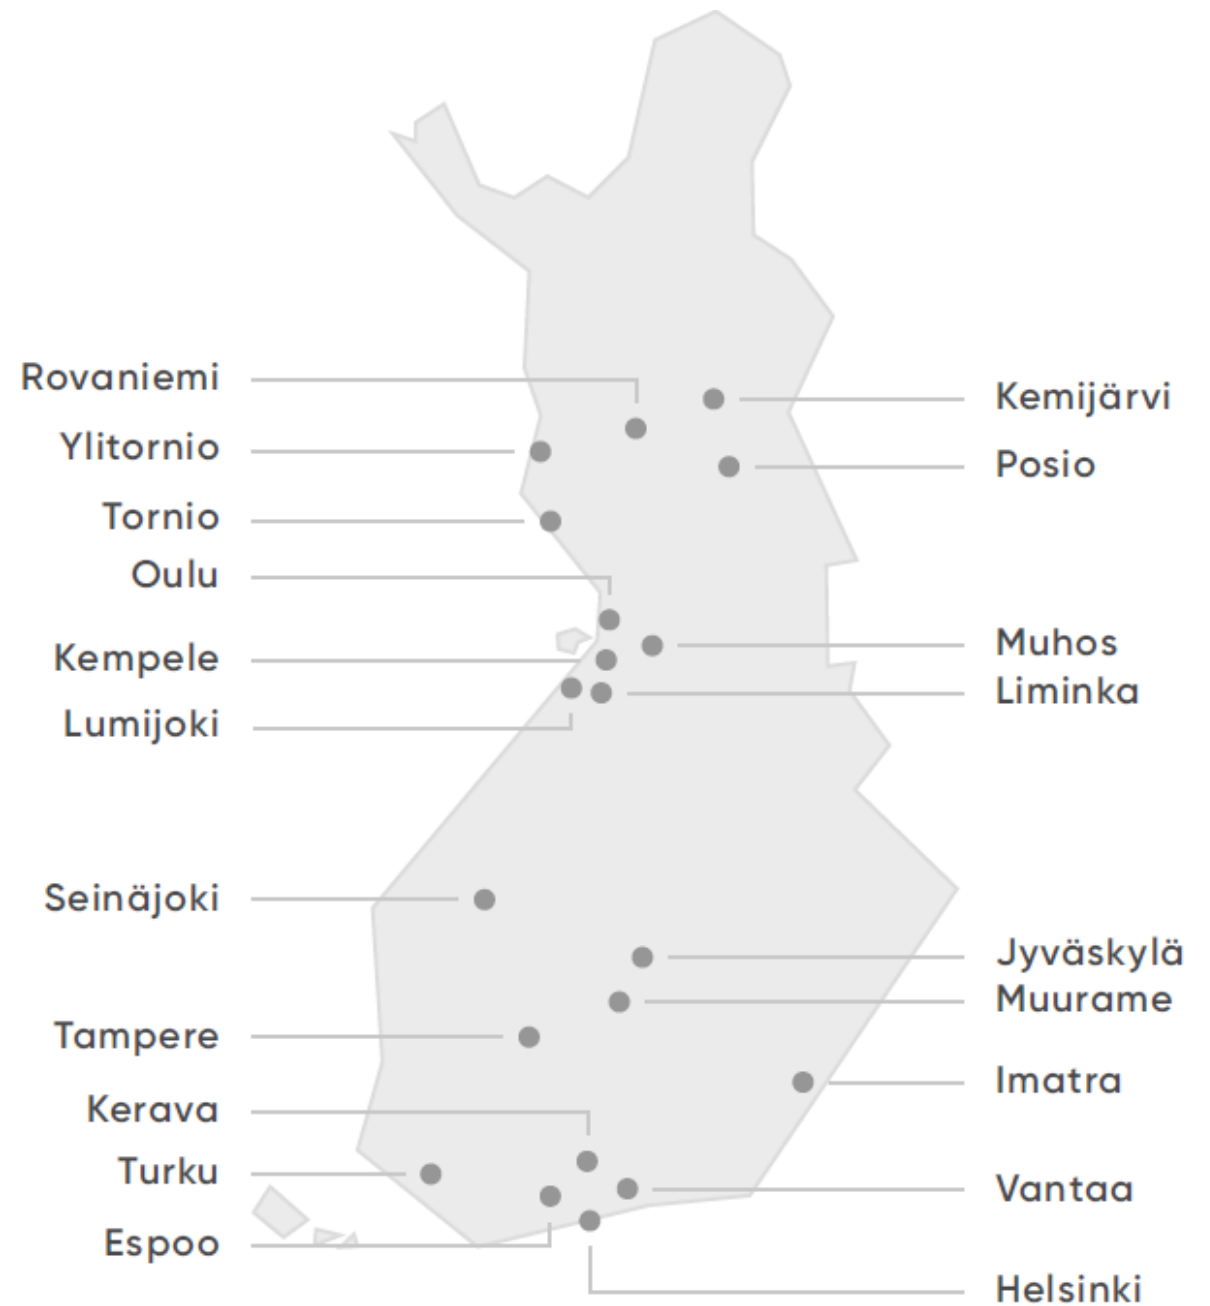 Rovaniemi
Ylitornio
Tornio
Oulu
Kempele
Lumijoki
Seinäjoki
Tampere
Kerava
Turku
Espoo
Kemijärvi
Posio
Muhos
Liminka
Jyväskylä
Muurame
Imatra
Vantaa
Helsinki